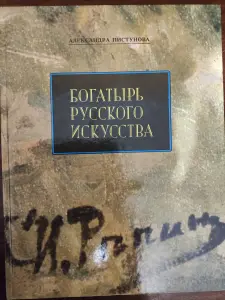 АЛЕКСАНДРА ПИСТУНОВА
БОГАТЫРЬ
РУССКОГО
ИСКУССТВА
И. Репин